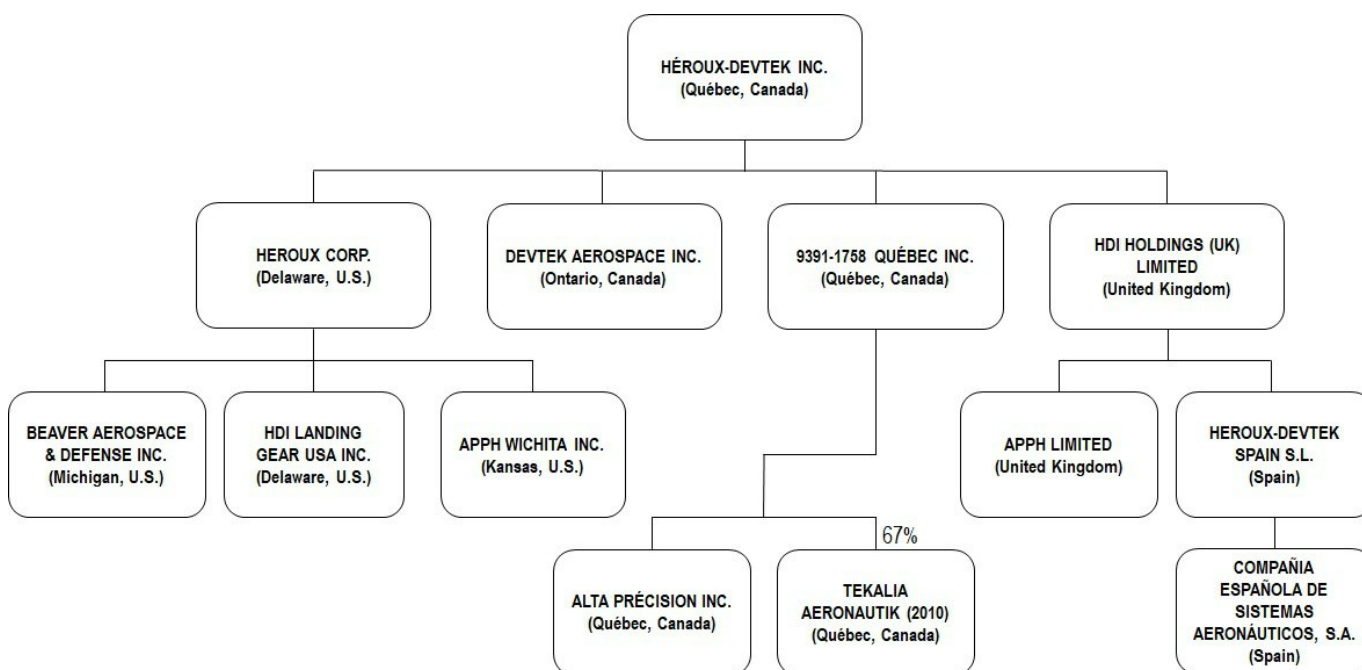 HÉROUX-DEVTEK INC.
(Québec, Canada)
HEROUX CORP.
(Delaware, U.S.)
DEVTEK AEROSPACE INC.
(Ontario, Canada)
9391-1758 QUÉBEC INC.
(Québec, Canada)
HDI HOLDINGS (UK)
LIMITED
(United Kingdom)
BEAVER AEROSPACE
& DEFENSE INC.
(Michigan, U.S.)
HDI LANDING
GEAR USA INC.
(Delaware, U.S.)
APPH WICHITA INC.
(Kansas, U.S.)
APPH LIMITED
(United Kingdom)
HEROUX-DEVTEK
SPAIN S.L.
(Spain)
67%
ALTA PRÉCISION INC.
(Québec, Canada)
TEKALIA
AERONAUTIK (2010)
(Québec, Canada)
COMPAÑIA
ESPAÑOLA DE
SISTEMAS
AERONÁUTICOS, S.A.
(Spain)